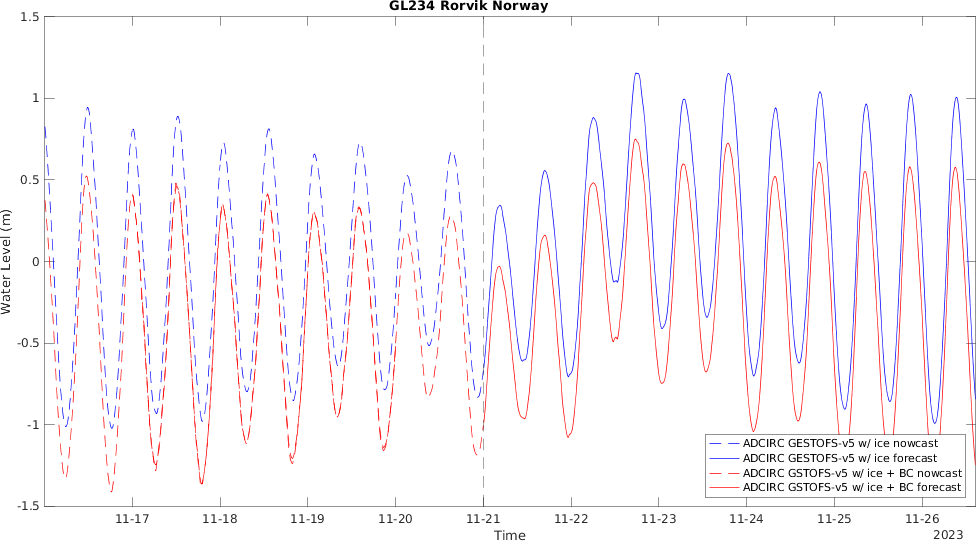 GL234 Rorvik Norway
1.5
1
0.5
0
-0.5
-1
-1.5
Water Level (m)
11-17 11-18 11-19 11-20 11-21 11-22 11-23 11-24 11-25 11-26
Time
2023
ADCIRC GESTOFS-v5 w/ ice nowcast
ADCIRC GESTOFS-v5 w/ ice forecast
ADCIRC GSTOFS-v5 w/ ice + BC nowcast
ADCIRC GSTOFS-v5 w/ ice + BC forecast